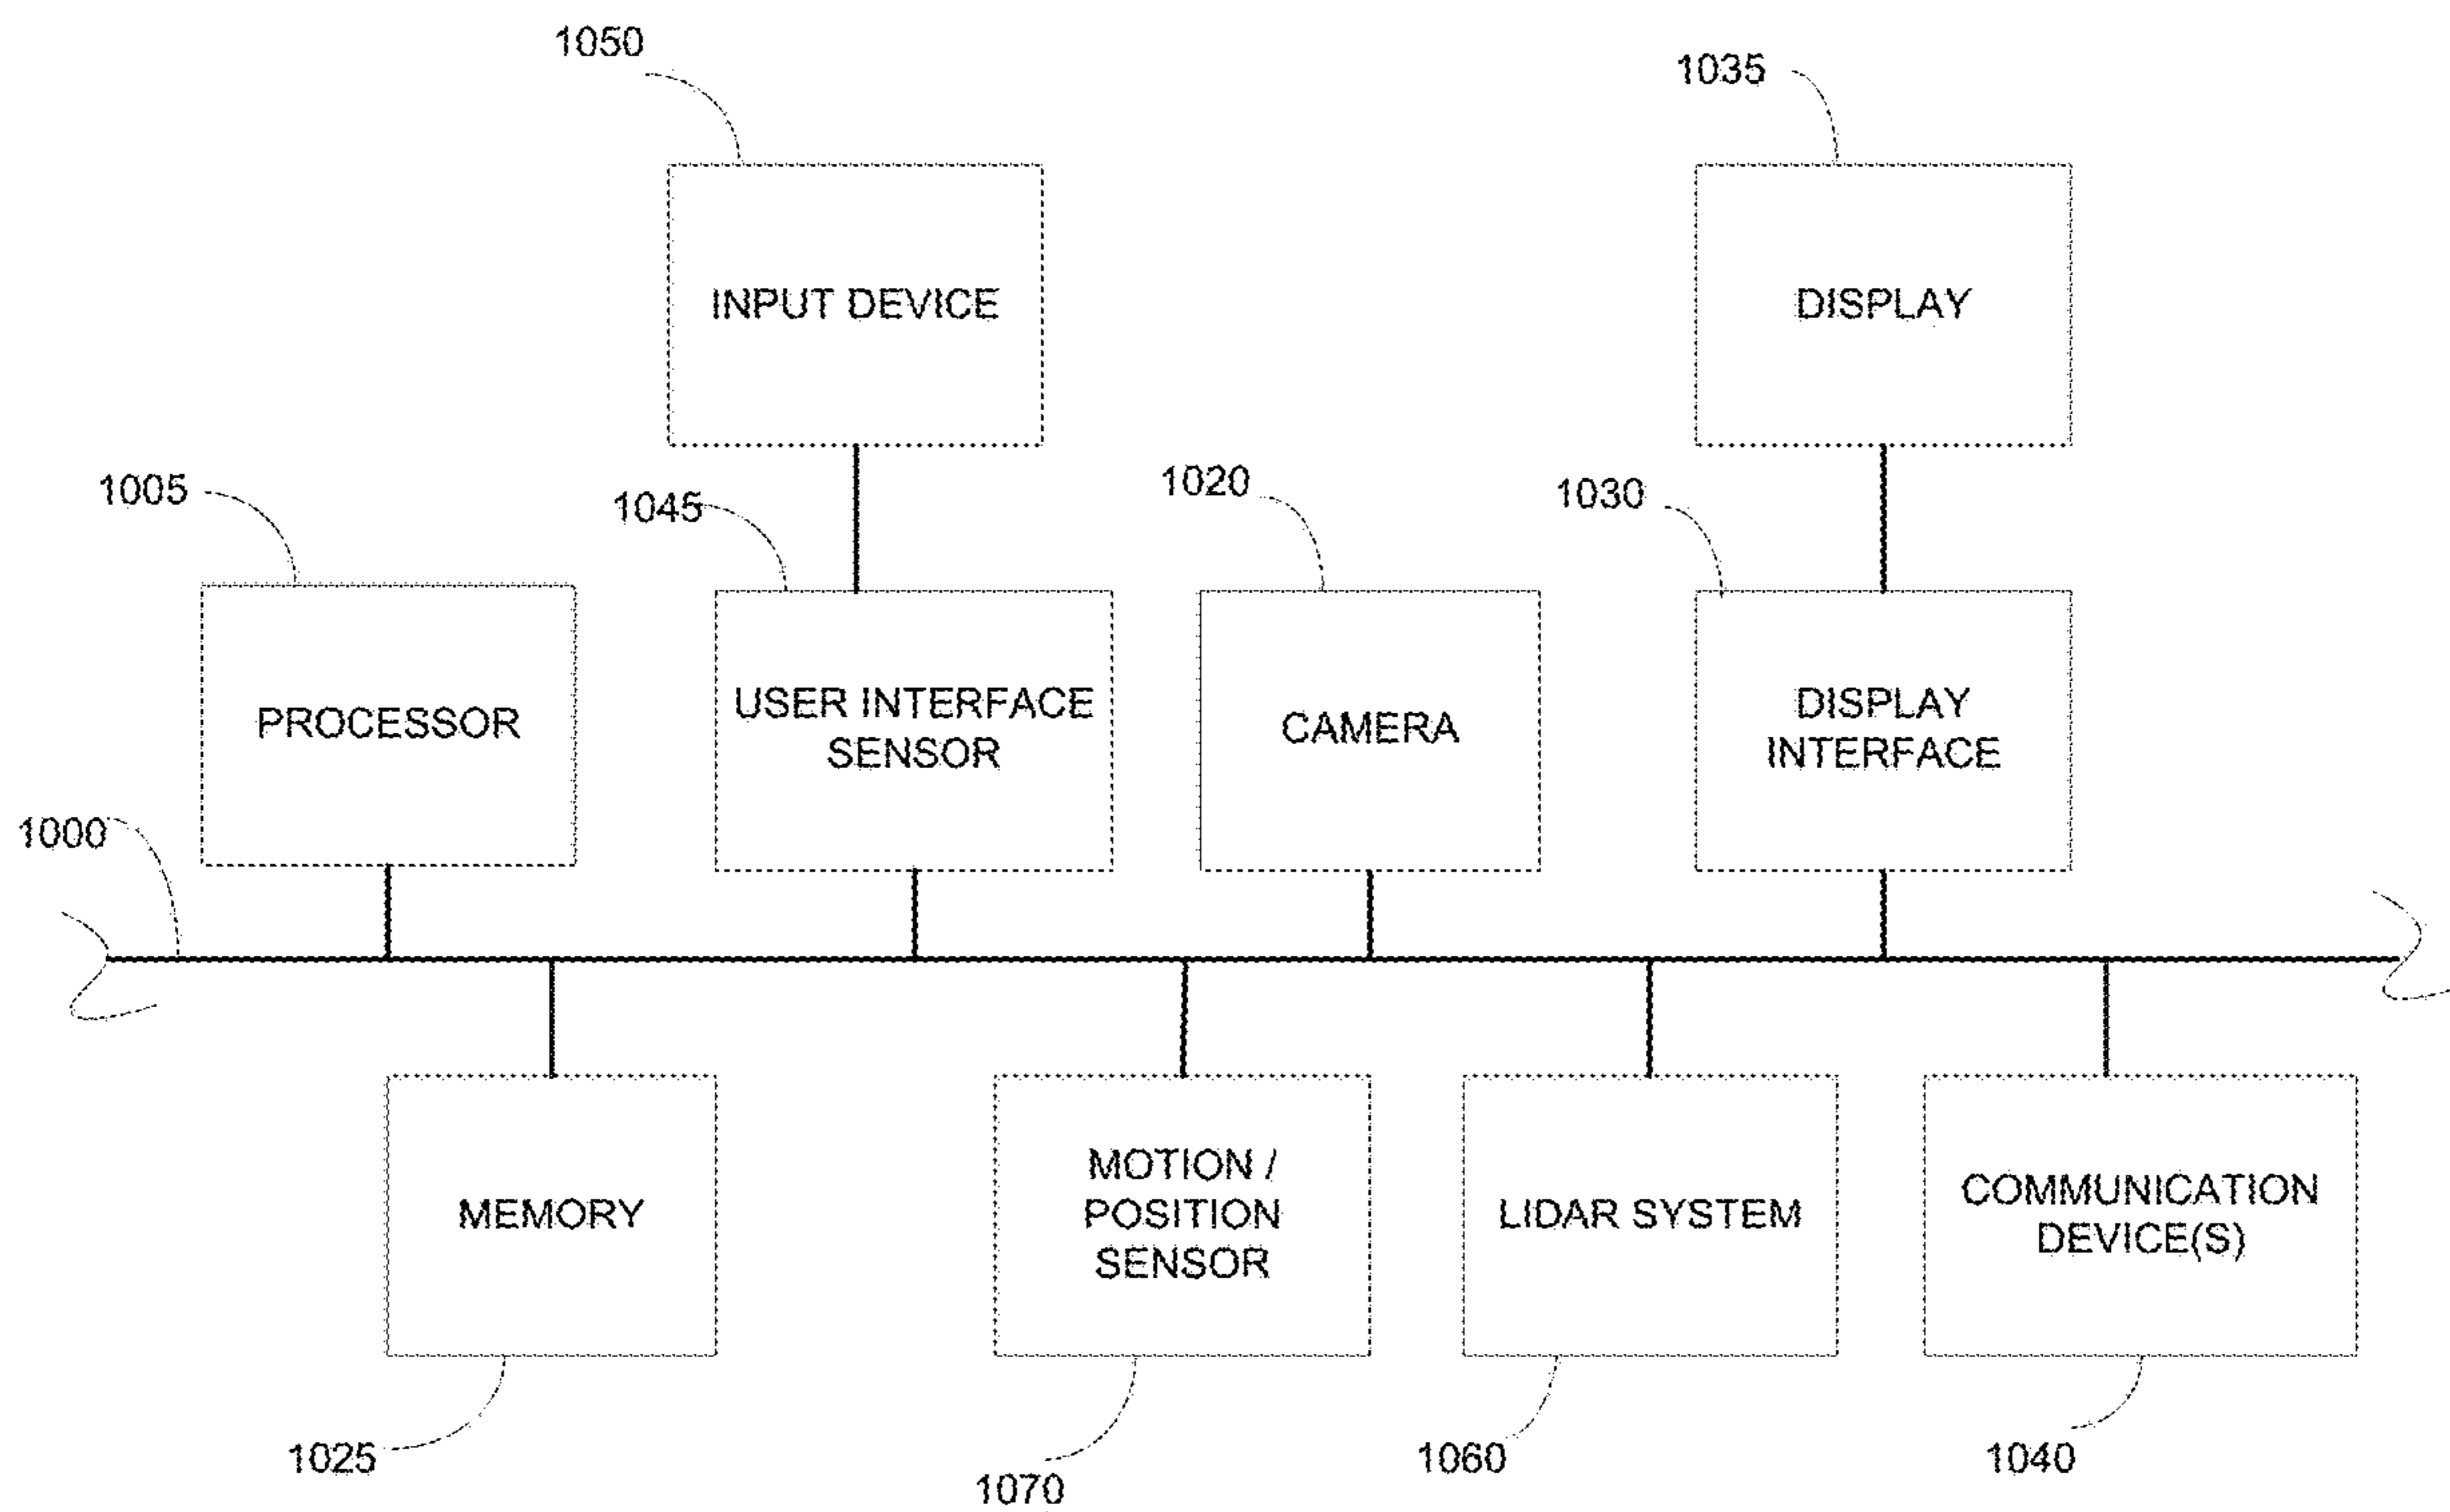 1050
1035
INPUT DEVICE
DISPLAY
1005
1045
1020
1030
PROCESSOR
USER INTERFACE
SENSOR
CAMERA
DISPLAY
INTERFACE
1000
MEMORY
MOTION /
POSITION
SENSOR
LIDAR SYSTEM
COMMUNICATION
DEVICE(S)
1025
1070
1060
1040